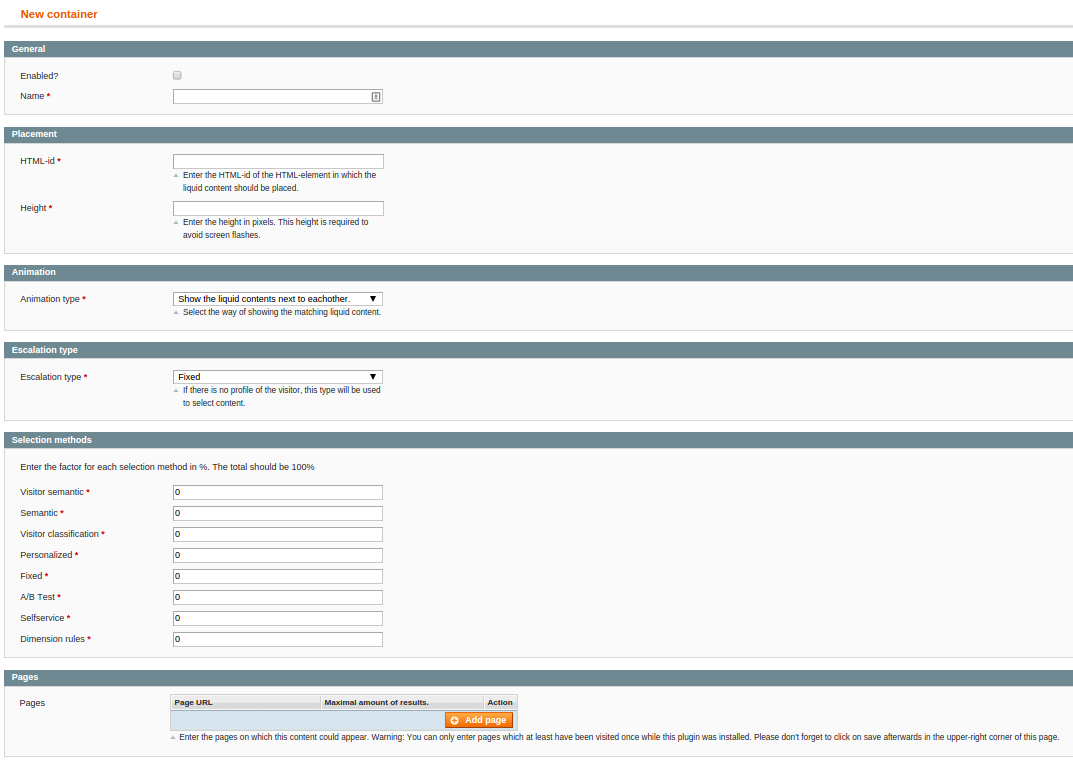 New container
General
Enabled?
Name *
Placement
HTML-id *
Enter the HTML-id of the HTML-element in which the
liquid content should be placed.
Height *
Enter the height in pixels. This height is required to
avoid screen flashes.
Animation
Animation type * Show the liquid contents next to eachother.
Select the way of showing the matching liquid content.
Escalation type
Escalation type * Fixed
If there is no profile of the visitor, this type will be used
to select content.
Selection methods
Enter the factor for each selection method in %. The total should be 100%
Visitor semantic * 0
Semantic * 0
Visitor classification * 0
Personalized * 0
Fixed * 0
A/B Test * 0
Selfservice * 0
Dimension rules * 0
Pages
Pages Page URL Maximal amount of results. Action
Add page
Enter the pages on which this content could appear. Warning: You can only enter pages which at least have been visited once while this plugin was installed. Please don't forget to click on save afterwards in the upper-right corner of this page.